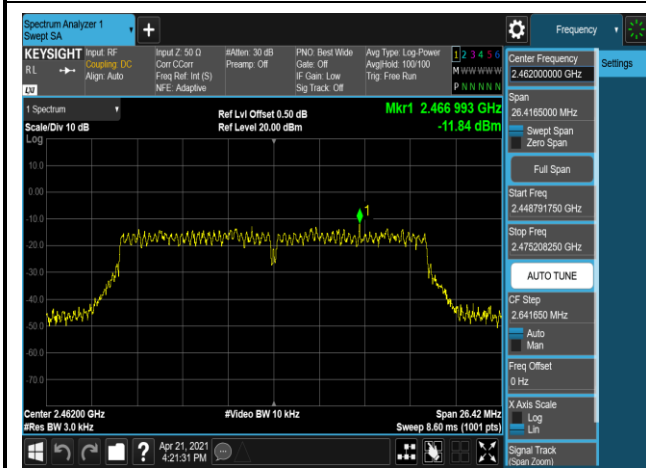 Spectrum Analyzer 1
Swept SA
+
Frequency
KEYSIGHT
RL
LXI
Input: RF
Coupling: DC
Align: Auto
Input Z: 50 Ω
Corr CCorr
Freq Ref: Int (S)
NFE: Adaptive
#Atten: 30 dB
Preamp: Off
PNO: Best Wide
Gate: Off
IF Gain: Low
Sig Track: Off
Avg Type: Log-Power
Avg|Hold: 100/100
Trig: Free Run
1 2 3 4 5 6
M W W W W W
P N N N N N
1 Spectrum
Scale/Div 10 dB
Log
Ref Lvl Offset 0.50 dB
Ref Level 20.00 dBm
Mkr1 2.466 993 GHz
-11.84 dBm
10.0
0.00
-10.0
-20.0
-30.0
-40.0
-50.0
-60.0
-70.0
1
Center 2.46200 GHz
#Res BW 3.0 kHz
#Video BW 10 kHz
Span 26.42 MHz
Sweep 8.60 ms (1001 pts)
Apr 21, 2021
4:21:31 PM
?
Center Frequency
2.462000000 GHz
Span
26.4165000 MHz
Swept Span
Zero Span
Full Span
Start Freq
2.448791750 GHz
Stop Freq
2.475208250 GHz
AUTO TUNE
CF Step
2.641650 MHz
Auto
Man
Freq Offset
0 Hz
X Axis Scale
Log
Lin
Signal Track
(Span Zoom)
Settings